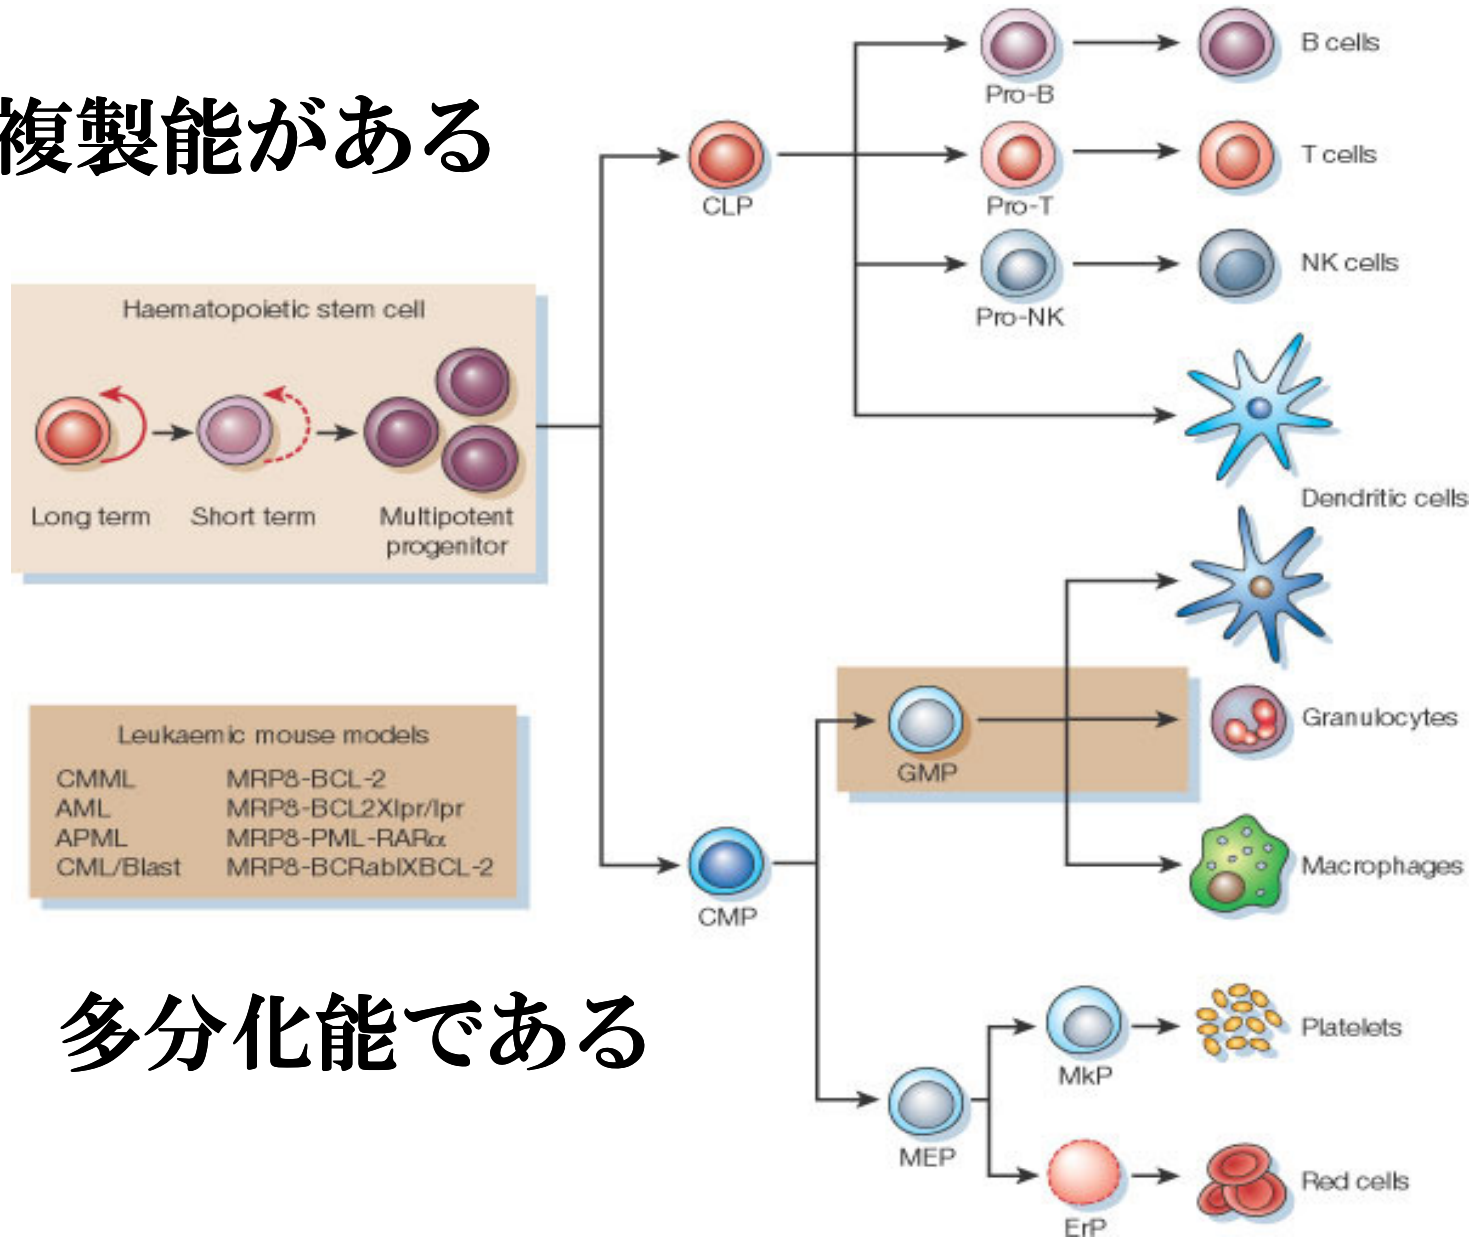 複製能がある
Haematopoietic stem cell
Long term
Short term
Multipotent
progenitor
Leukaemic mouse models
CMML MRP8-BCL-2
AML MRP8-BCL2Xlpr/lpr
APML MRP8-PML-RARα
CML/Blast MRP8-BCRablXBCL-2
多分化能である
CLP
CMP
Pro-B
Pro-T
Pro-NK
GMP
MEP
MkP
ErP
B cells
T cells
NK cells
Dendritic cells
Granulocytes
Macrophages
Platelets
Red cells